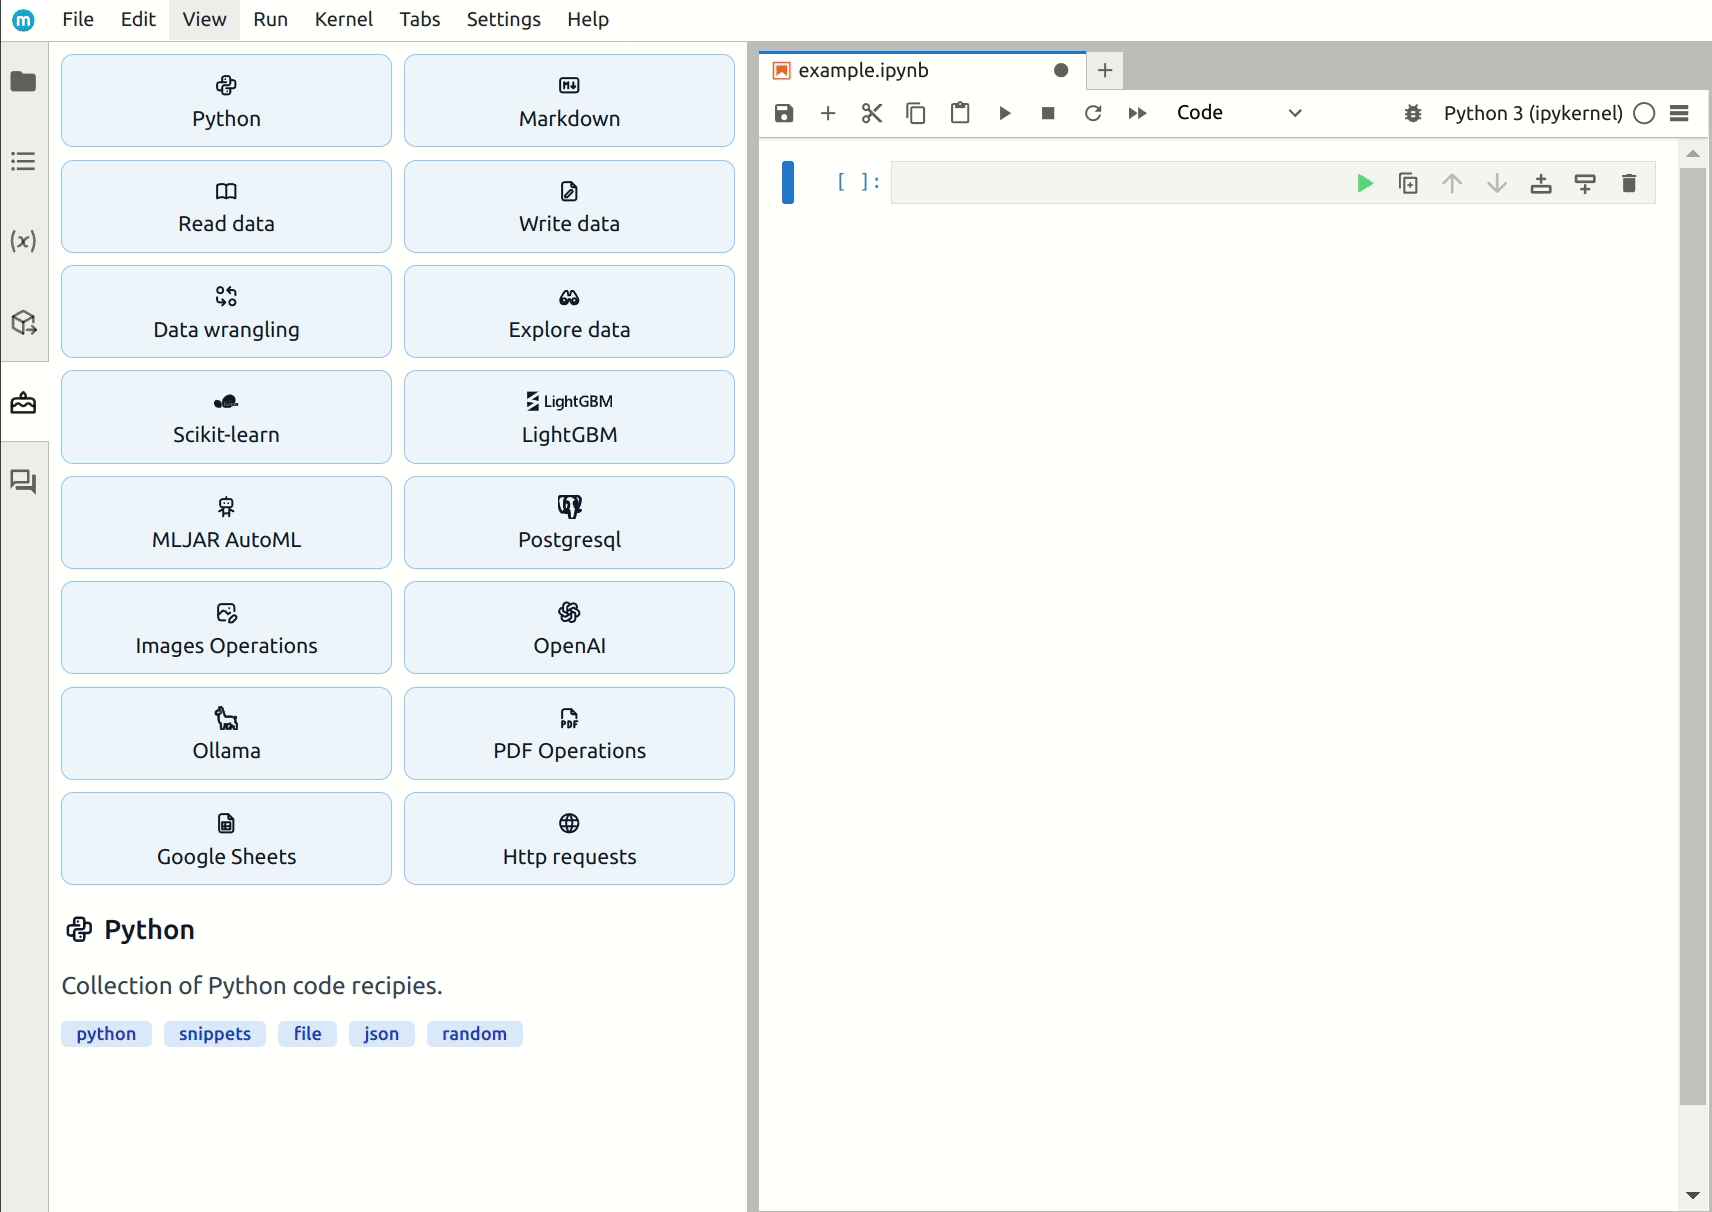 m File Edit View Run Kernel Tabs Settings Help
Python
Markdown
Read data
Write data
Data wrangling
Explore data
Scikit-learn
LightGBM
LightGBM
MLJAR AutoML
Postgresql
Images Operations
OpenAI
Ollama
PDF
PDF Operations
Google Sheets
Http requests
Python
Collection of Python code recipies.
python snippets file json random
example.ipynb
Code Python 3 (ipykernel)
[ ]: